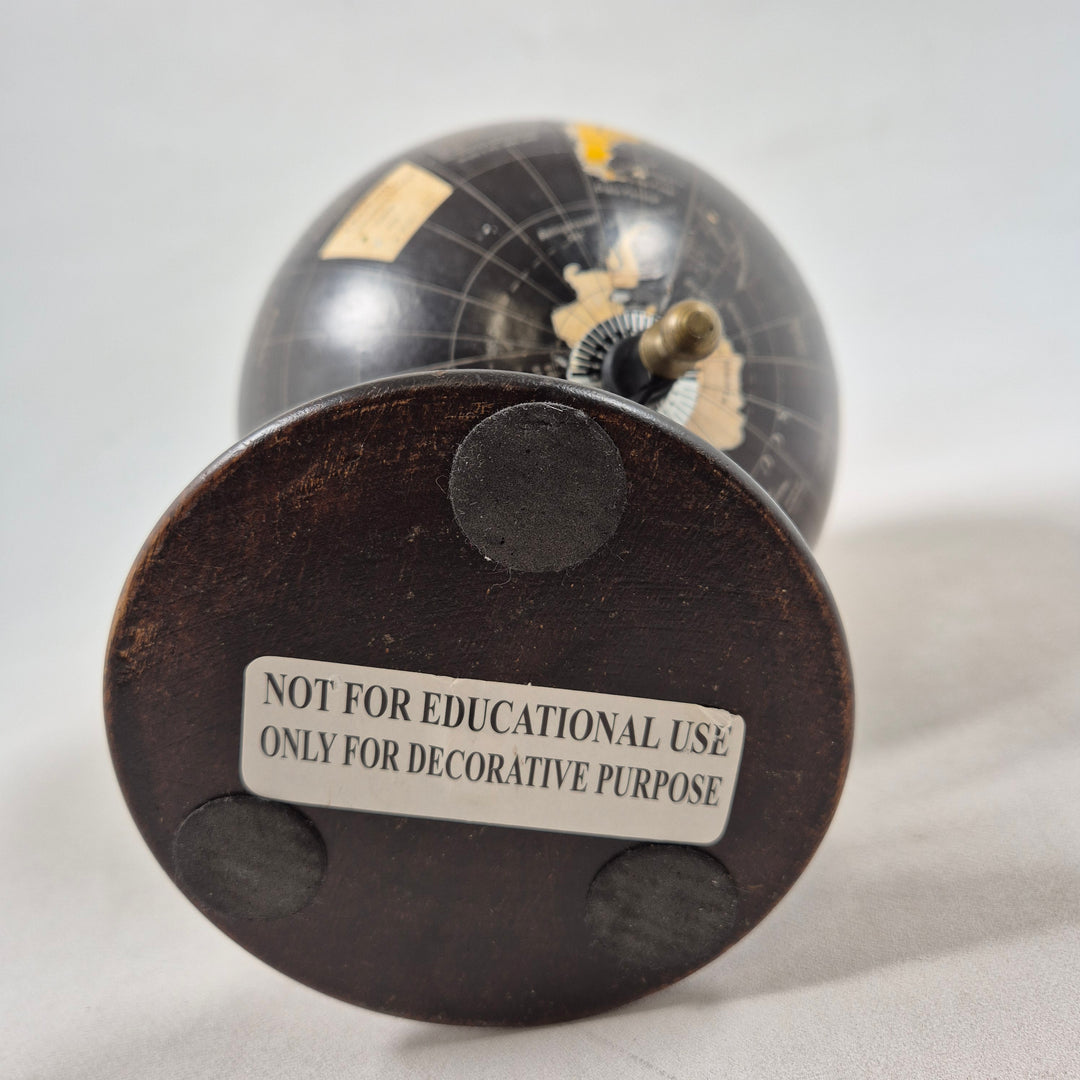 NOT FOR EDUCATIONAL USE
ONLY FOR DECORATIVE PURPOSE